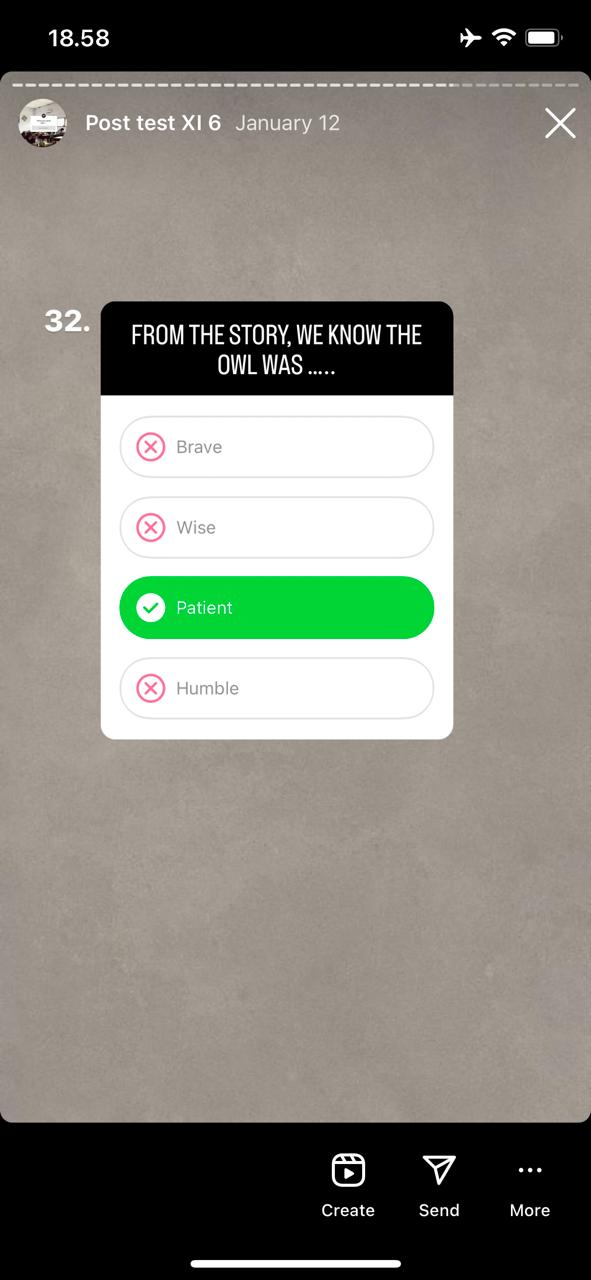 18.58
Post test XI 6 January 12
32.
FROM THE STORY, WE KNOW THE
OWL WAS .....
Brave
Wise
Patient
Humble
Create Send More